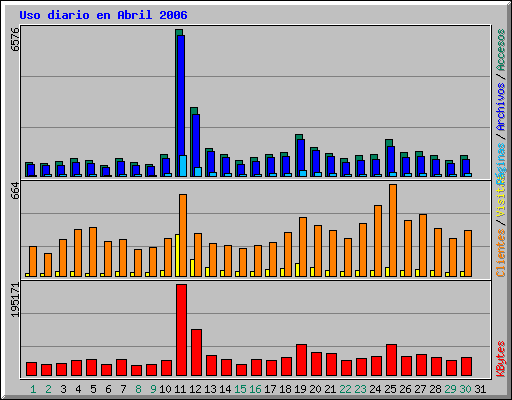 Uso diario en Abril 2006
6576
664
195171
Accesos / Archivos / Páginas
Clientes / visitas
KBytes
1 2 3 4 5 6 7 8 9 10 11 12 13 14 15 16 17 18 19 20 21 22 23 24 25 26 27 28 29 30 31